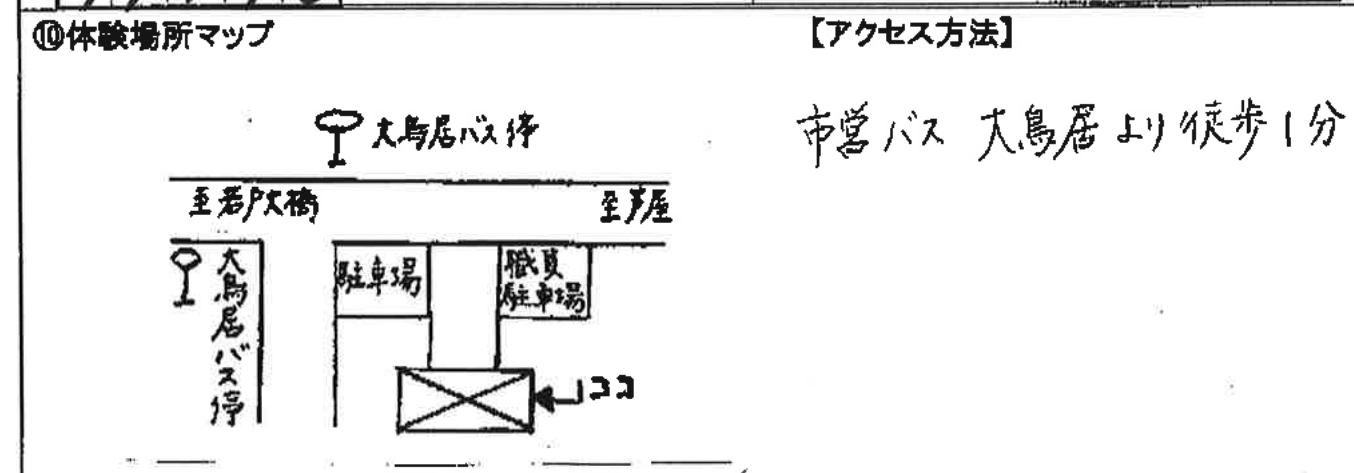 ⑩体験場所マップ
【アクセス方法】
大鳥居バス停
市営バス 大鳥居より徒歩1分
至若戸大橋
至芦屋
大鳥居バス停
駐車場
職員
駐車場
ココ